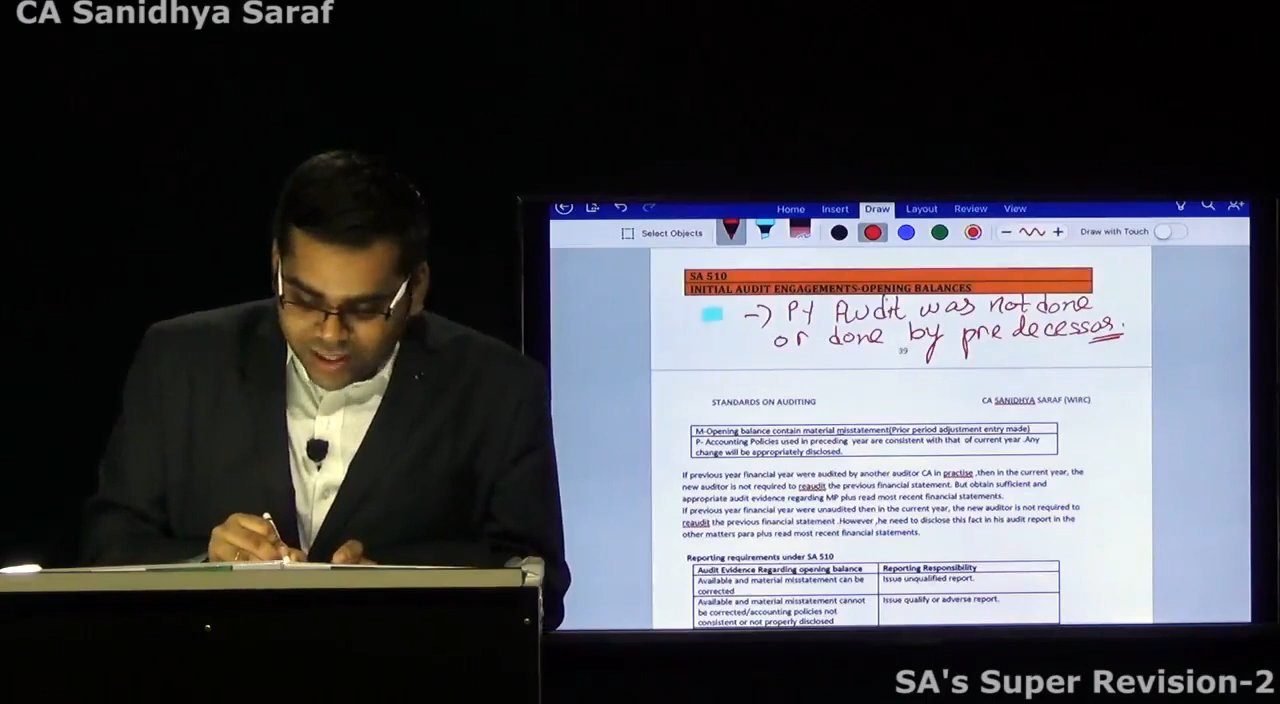 CA Sanidhya Saraf
Home Insert Draw Layout Review View
Select Objects
Draw with Touch
SA 510
INITIAL AUDIT ENGAGEMENTS-OPENING BALANCES
-> PY Audit was not done
or done by predecessor.
39
STANDARDS ON AUDITING CA SANIDHYA SARAF (WIRC)
M-Opening balance contain material misstatement(Prior period adjustment entry made)
P- Accounting Policies used in preceding year are consistent with that of current year .Any
change will be appropriately disclosed.
If previous year financial year were audited by another auditor CA in practise ,then in the current year, the
new auditor is not required to reaudit the previous financial statement. But obtain sufficient and
appropriate audit evidence regarding MP plus read most recent financial statements.
If previous year financial year were unaudited then in the current year, the new auditor is not required to
reaudit the previous financial statement .However ,he need to disclose this fact in his audit report in the
other matters para plus read most recent financial statements.
Reporting requirements under SA 510
Audit Evidence Regarding opening balance Reporting Responsibility
Available and material misstatement can be Issue unqualified report.
corrected
Available and material misstatement cannot Issue qualify or adverse report.
be corrected/accounting policies not
consistent or not properly disclosed
SA's Super Revision-2